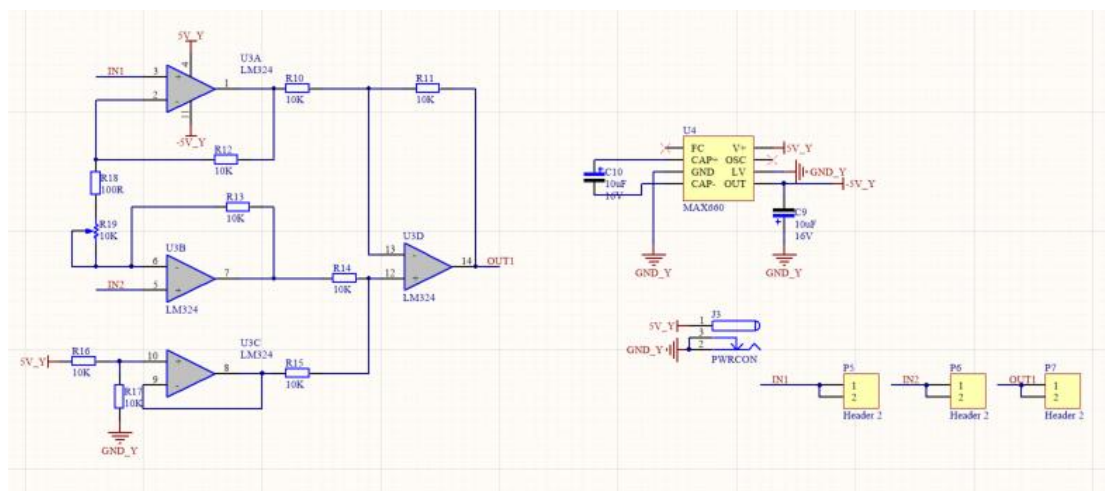 5V_Y
U3A
LM324
IN1
3
2
4
11
1
+
-
-5V_Y
R10
10K
R11
10K
R12
10K
R18
100R
R19
10K
R13
10K
U3B
6
5
7
-
+
IN2
LM324
R14
10K
U3D
13
12
14
-
+
OUT1
LM324
5V_Y
R16
10K
R17
10K
GND_Y
U3C
LM324
10
9
8
+
-
R15
10K
U4
FC V+
CAP+ OSC
GND LV
CAP- OUT
MAX660
5V_Y
GND_Y
-5V_Y
C10
10uF
16V
+
C9
10uF
16V
+
GND_Y
GND_Y
J3
5V_Y
1
3
2
GND_Y
PWRCON
IN1
P5
1
2
Header 2
IN2
P6
1
2
Header 2
OUT1
P7
1
2
Header 2